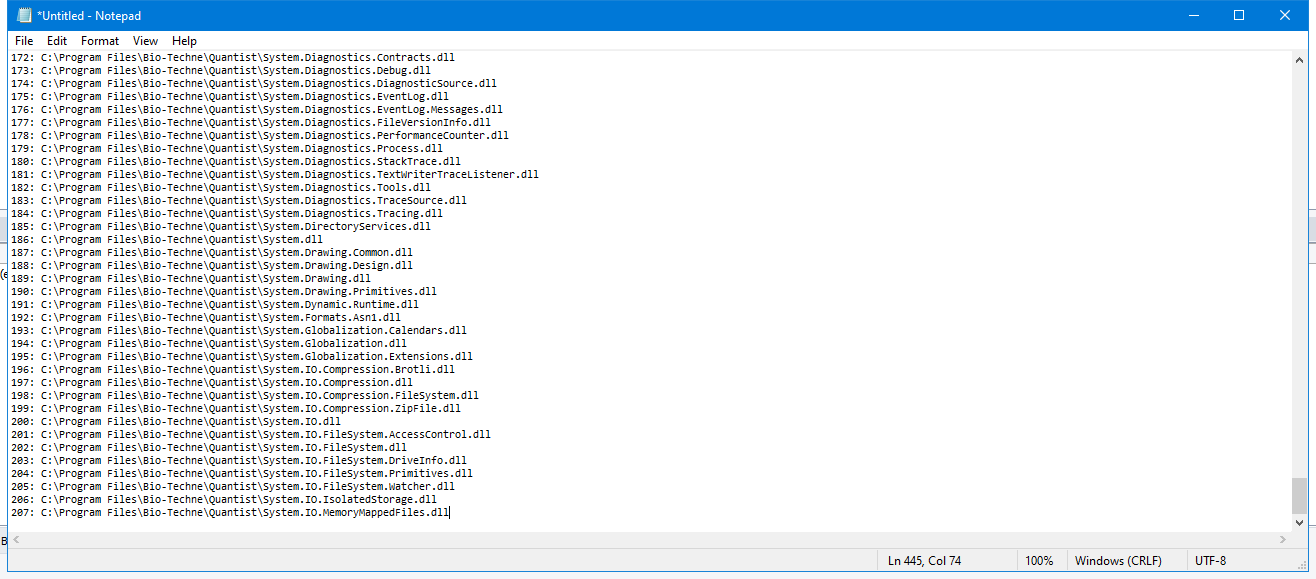 *Untitled - Notepad
File Edit Format View Help
172: C:\Program Files\Bio-Techne\Quantist\System.Diagnostics.Contracts.dll
173: C:\Program Files\Bio-Techne\Quantist\System.Diagnostics.Debug.dll
174: C:\Program Files\Bio-Techne\Quantist\System.Diagnostics.DiagnosticSource.dll
175: C:\Program Files\Bio-Techne\Quantist\System.Diagnostics.EventLog.dll
176: C:\Program Files\Bio-Techne\Quantist\System.Diagnostics.EventLog.Messages.dll
177: C:\Program Files\Bio-Techne\Quantist\System.Diagnostics.FileVersionInfo.dll
178: C:\Program Files\Bio-Techne\Quantist\System.Diagnostics.PerformanceCounter.dll
179: C:\Program Files\Bio-Techne\Quantist\System.Diagnostics.Process.dll
180: C:\Program Files\Bio-Techne\Quantist\System.Diagnostics.StackTrace.dll
181: C:\Program Files\Bio-Techne\Quantist\System.Diagnostics.TextWriterTraceListener.dll
182: C:\Program Files\Bio-Techne\Quantist\System.Diagnostics.Tools.dll
183: C:\Program Files\Bio-Techne\Quantist\System.Diagnostics.TraceSource.dll
184: C:\Program Files\Bio-Techne\Quantist\System.Diagnostics.Tracing.dll
185: C:\Program Files\Bio-Techne\Quantist\System.DirectoryServices.dll
186: C:\Program Files\Bio-Techne\Quantist\System.dll
187: C:\Program Files\Bio-Techne\Quantist\System.Drawing.Common.dll
188: C:\Program Files\Bio-Techne\Quantist\System.Drawing.Design.dll
189: C:\Program Files\Bio-Techne\Quantist\System.Drawing.dll
190: C:\Program Files\Bio-Techne\Quantist\System.Drawing.Primitives.dll
191: C:\Program Files\Bio-Techne\Quantist\System.Dynamic.Runtime.dll
192: C:\Program Files\Bio-Techne\Quantist\System.Formats.Asn1.dll
193: C:\Program Files\Bio-Techne\Quantist\System.Globalization.Calendars.dll
194: C:\Program Files\Bio-Techne\Quantist\System.Globalization.dll
195: C:\Program Files\Bio-Techne\Quantist\System.Globalization.Extensions.dll
196: C:\Program Files\Bio-Techne\Quantist\System.IO.Compression.Brotli.dll
197: C:\Program Files\Bio-Techne\Quantist\System.IO.Compression.dll
198: C:\Program Files\Bio-Techne\Quantist\System.IO.Compression.FileSystem.dll
199: C:\Program Files\Bio-Techne\Quantist\System.IO.Compression.ZipFile.dll
200: C:\Program Files\Bio-Techne\Quantist\System.IO.dll
201: C:\Program Files\Bio-Techne\Quantist\System.IO.FileSystem.AccessControl.dll
202: C:\Program Files\Bio-Techne\Quantist\System.IO.FileSystem.dll
203: C:\Program Files\Bio-Techne\Quantist\System.IO.FileSystem.DriveInfo.dll
204: C:\Program Files\Bio-Techne\Quantist\System.IO.FileSystem.Primitives.dll
205: C:\Program Files\Bio-Techne\Quantist\System.IO.FileSystem.Watcher.dll
206: C:\Program Files\Bio-Techne\Quantist\System.IO.IsolatedStorage.dll
207: C:\Program Files\Bio-Techne\Quantist\System.IO.MemoryMappedFiles.dll
Ln 445, Col 74 100% Windows (CRLF) UTF-8